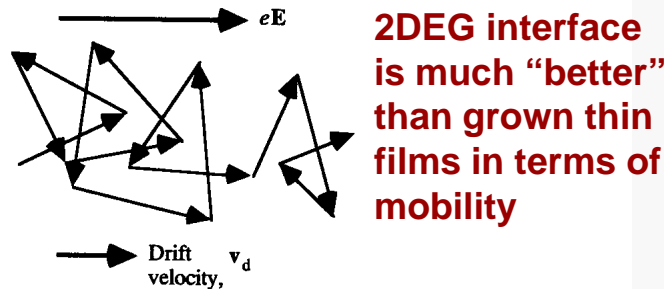 eE
2DEG interface
is much “better”
than grown thin
films in terms of
mobility
Drift v_d
velocity,